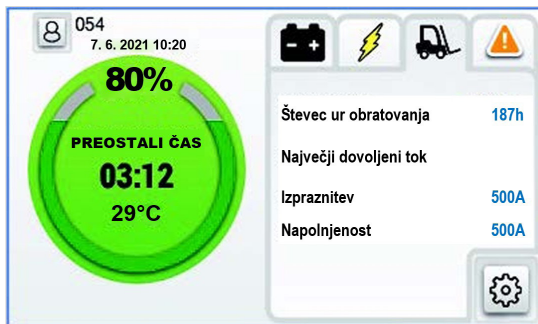 054
7. 6. 2021 10:20
80%
PREOSTALI ČAS
03:12
29°C
Števec ur obratovanja 187h
Največji dovoljeni tok
Izpraznitev 500A
Napolnjenost 500A